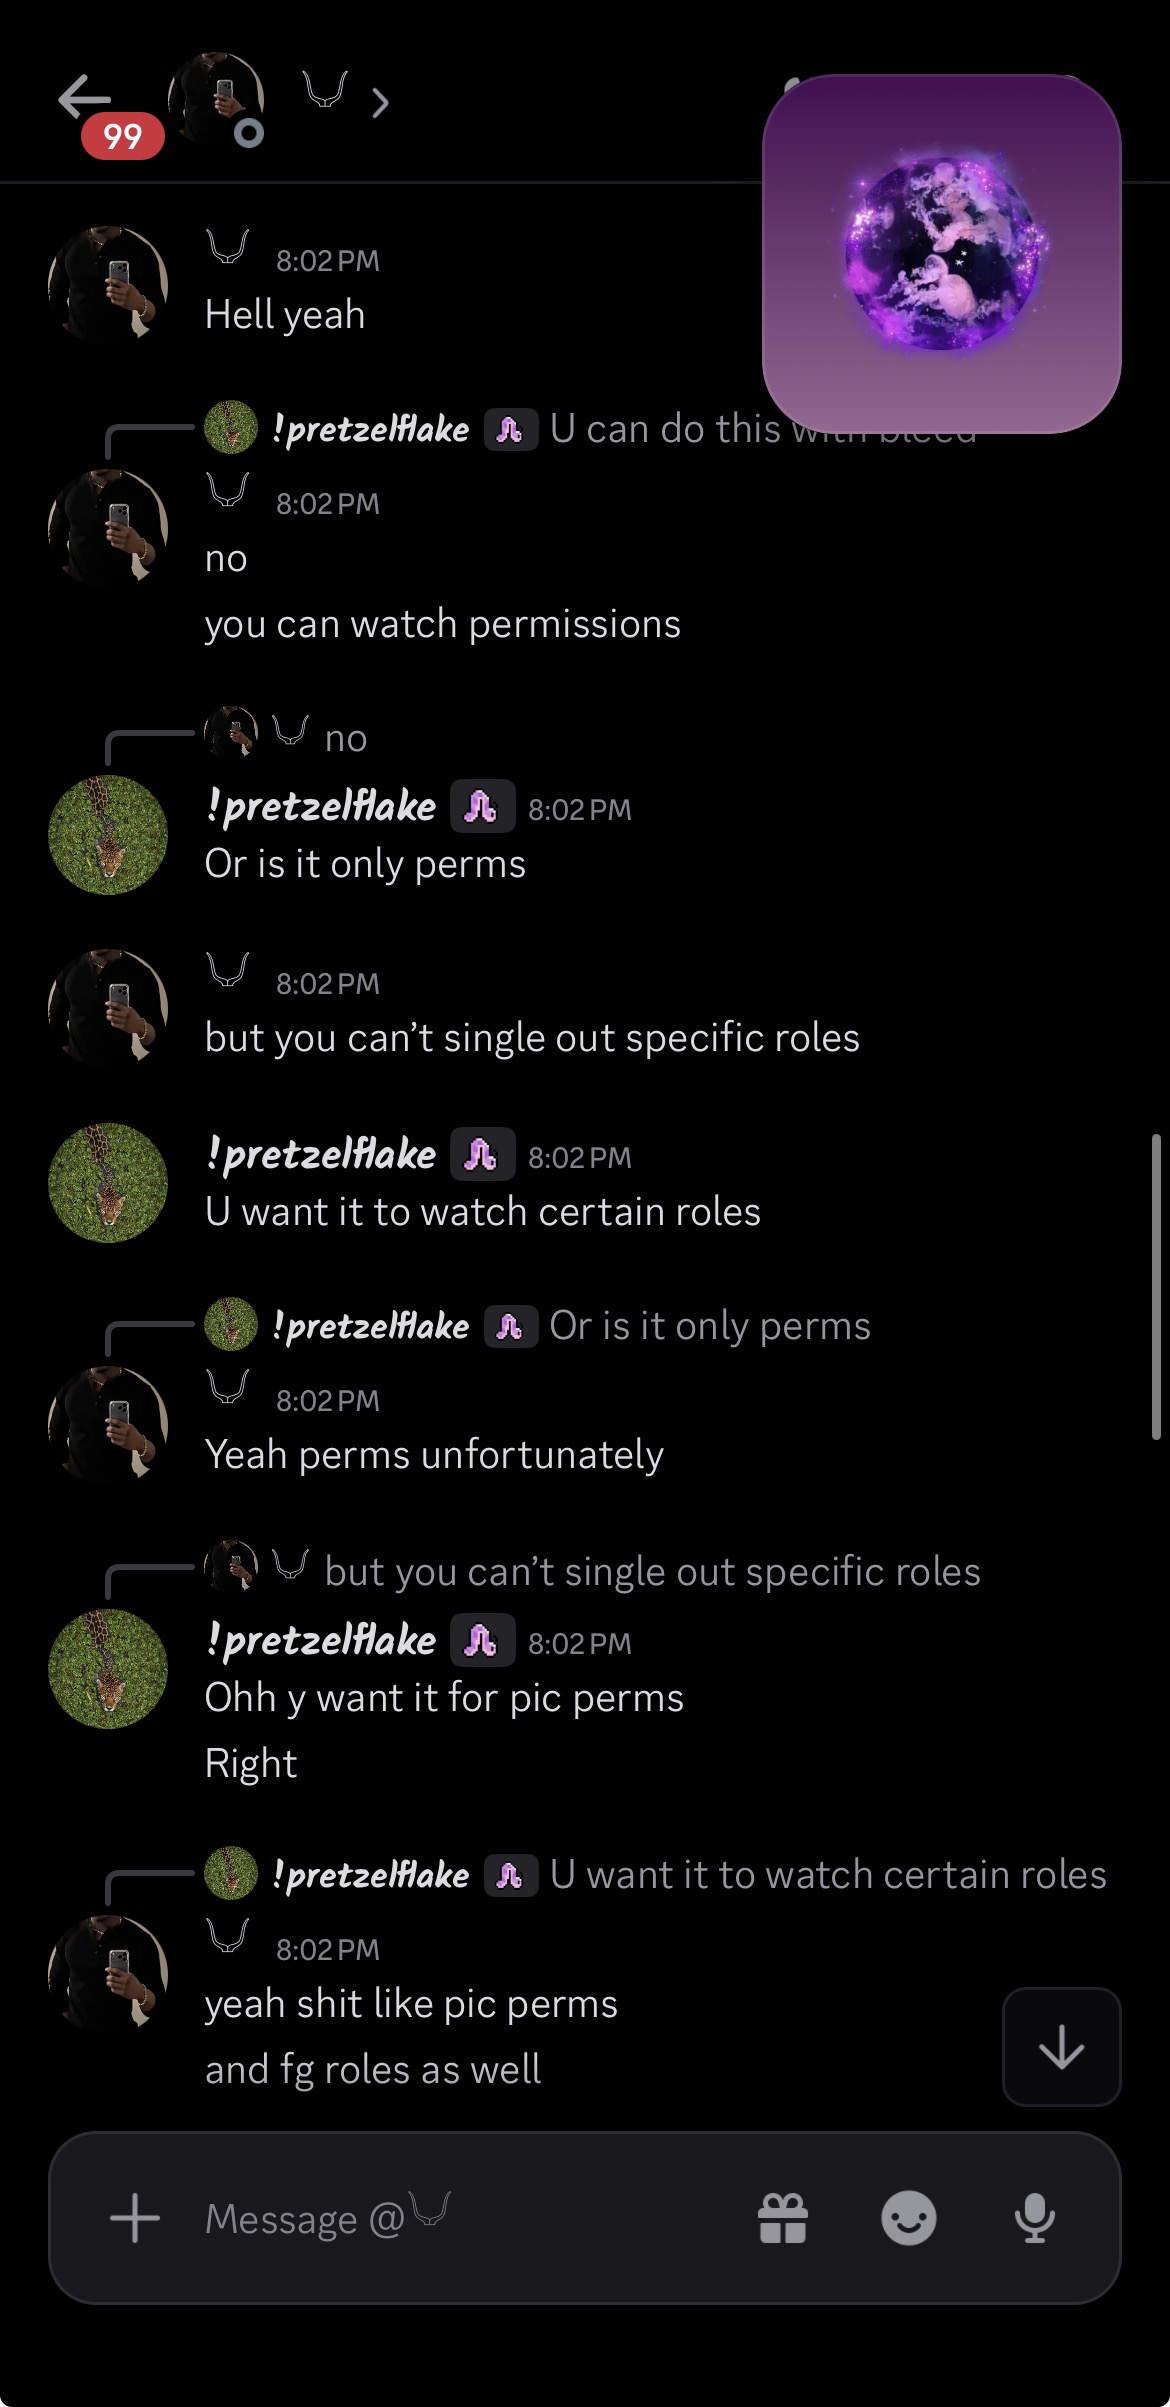 99
8:02 PM
Hell yeah
!pretzelflake U can do this with bleed
8:02 PM
no
you can watch permissions
no
!pretzelflake 8:02 PM
Or is it only perms
8:02 PM
but you can't single out specific roles
!pretzelflake 8:02 PM
U want it to watch certain roles
!pretzelflake Or is it only perms
8:02 PM
Yeah perms unfortunately
but you can't single out specific roles
!pretzelflake 8:02 PM
Ohh y want it for pic perms
Right
!pretzelflake U want it to watch certain roles
8:02 PM
yeah shit like pic perms
and fg roles as well
Message @